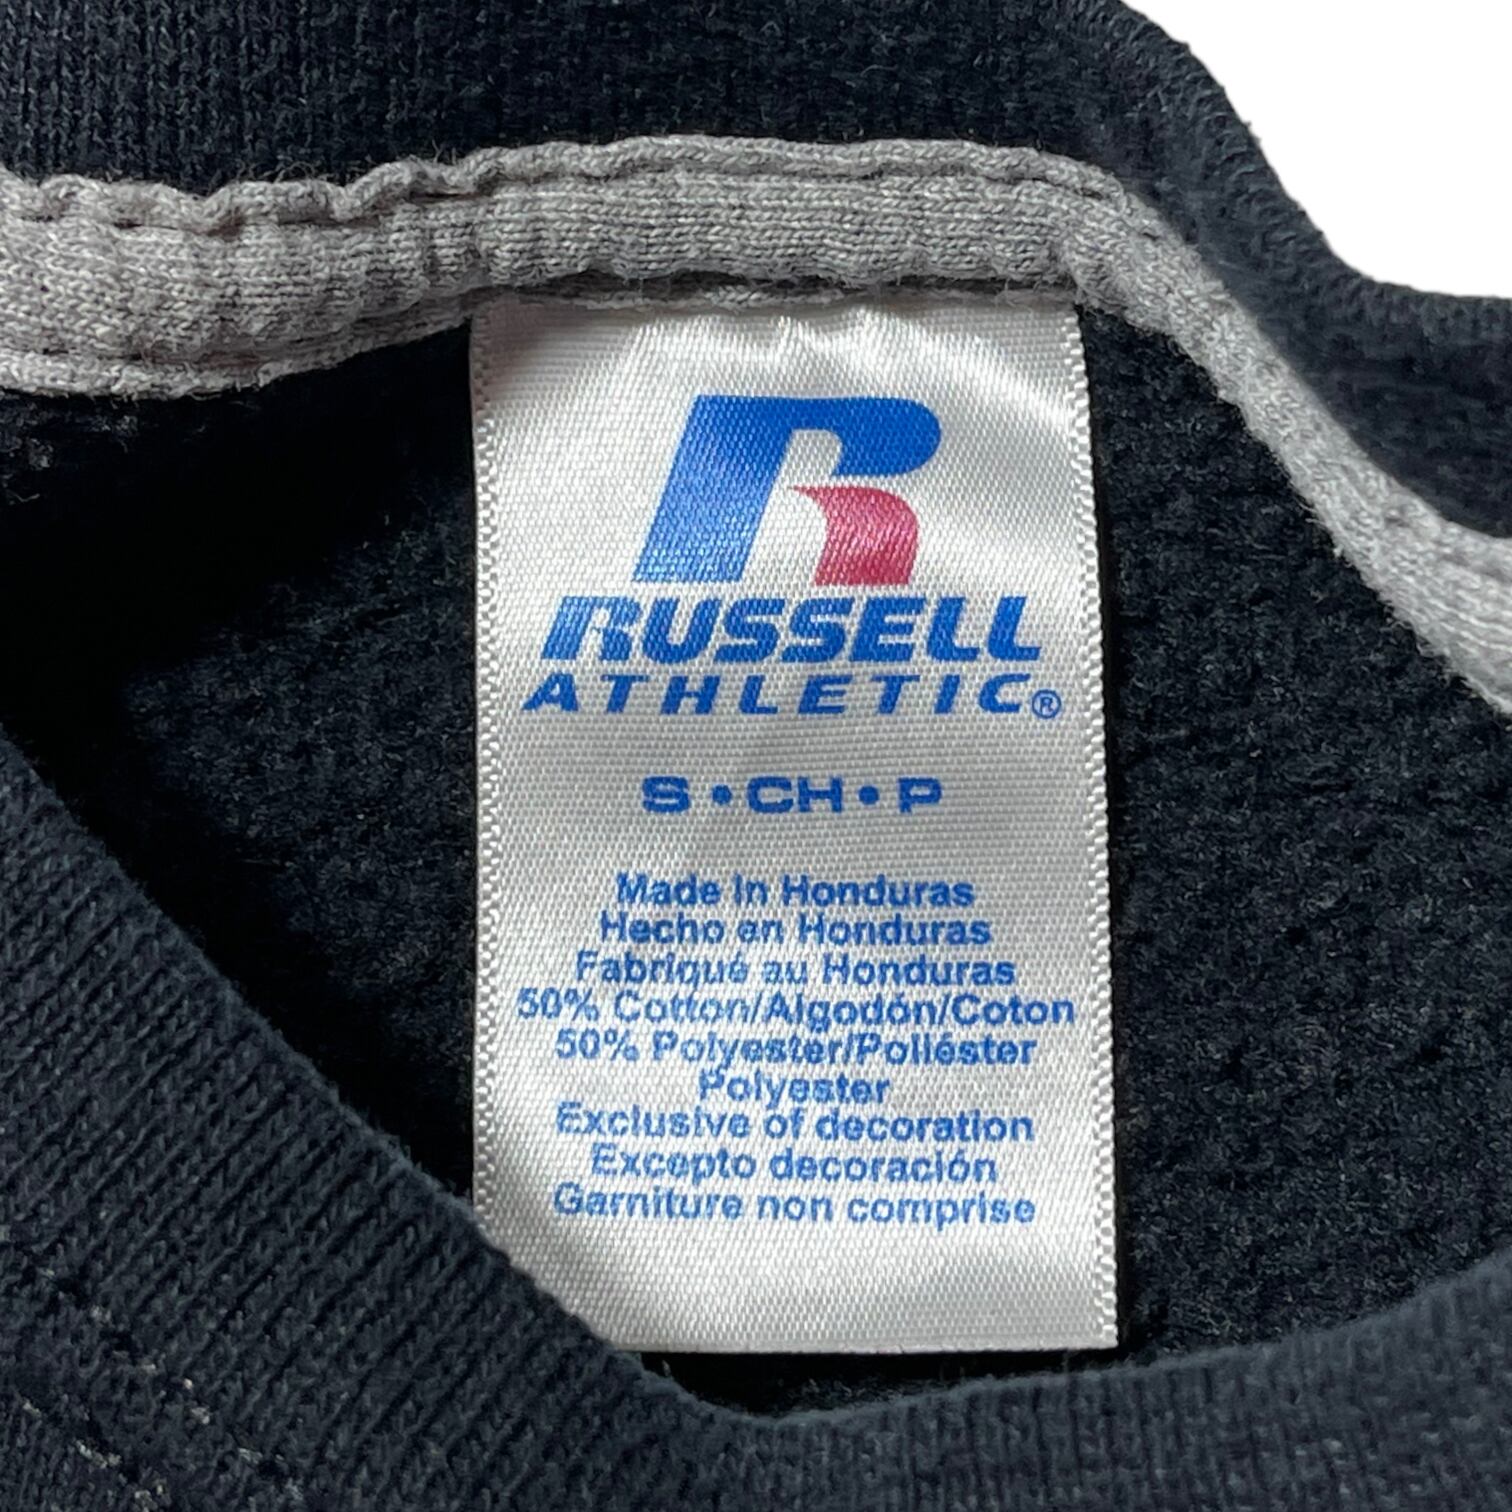 RUSSELL
ATHLETIC®
S • CH • P
Made in Honduras
Hecho en Honduras
Fabriqué au Honduras
50% Cotton/Algodón/Coton
50% Polyester/Poliéster
Polyester
Exclusive of decoration
Excepto decoración
Garniture non comprise